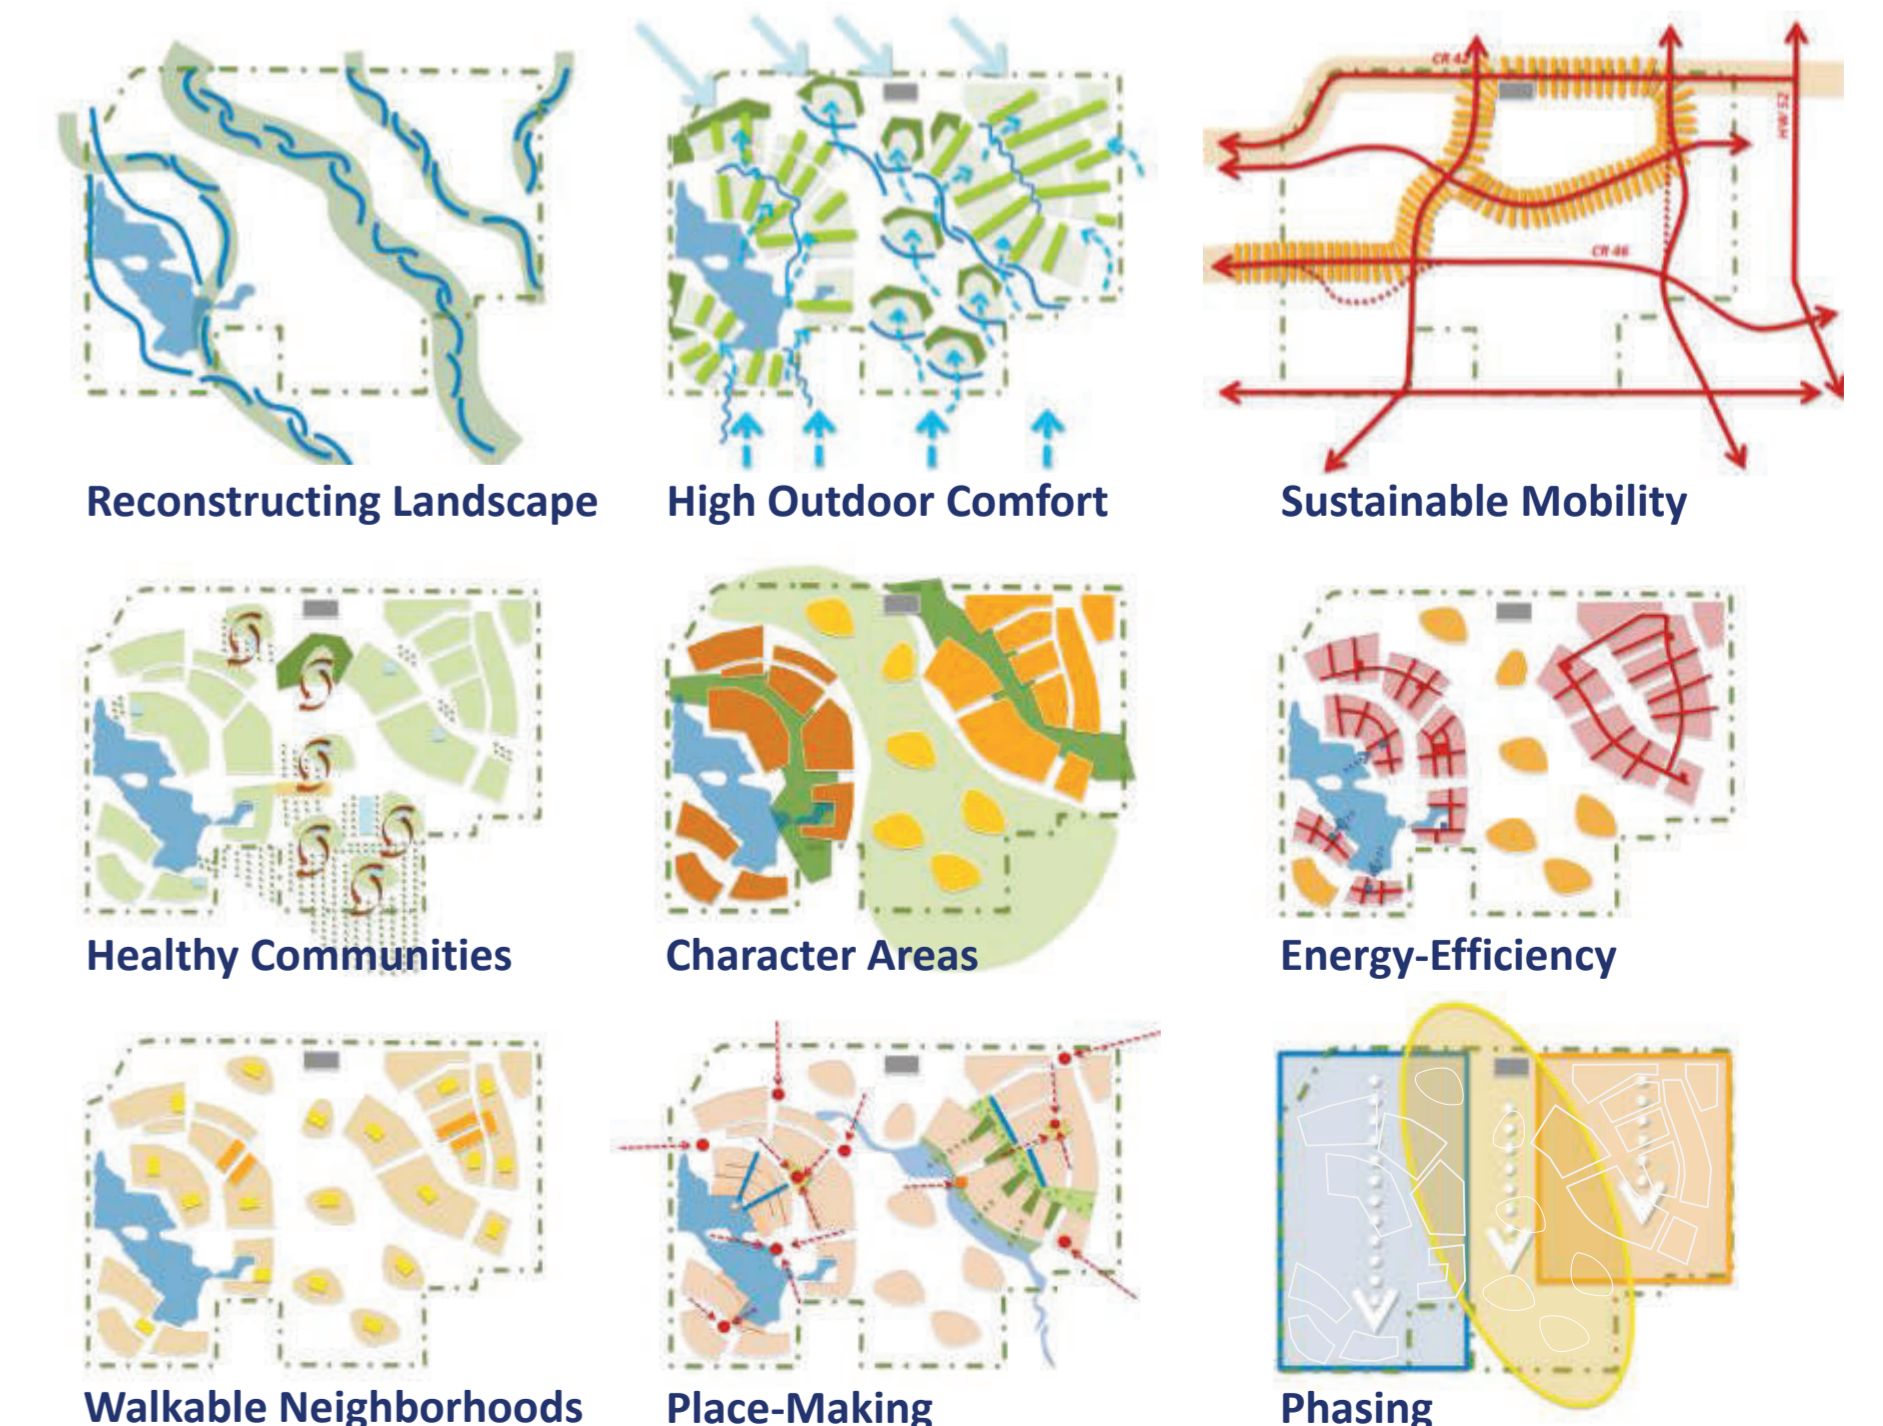 CR 42
HW 52
CR 46
Reconstructing Landscape
High Outdoor Comfort
Sustainable Mobility
Healthy Communities
Character Areas
Energy-Efficiency
Walkable Neighborhoods
Place-Making
Phasing